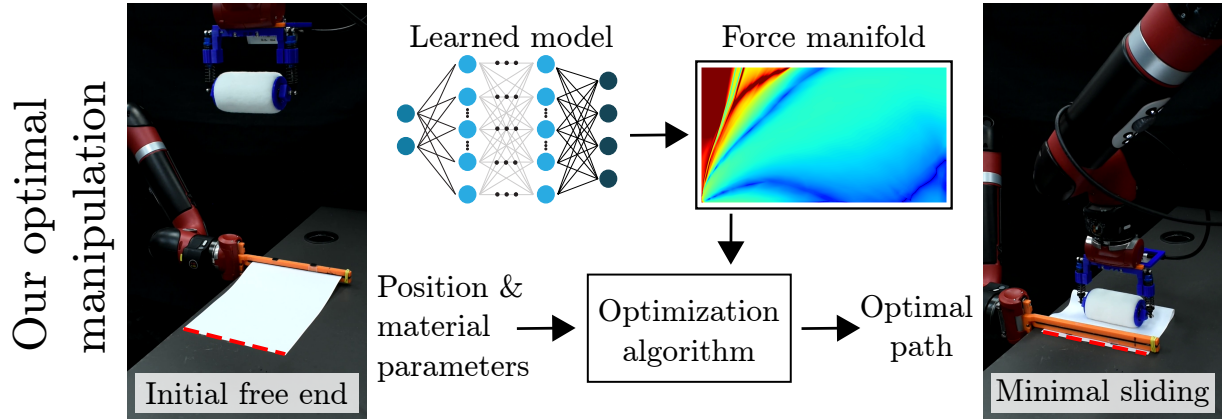 Our optimal
manipulation
Initial free end
Learned model
Force manifold
Position &
material
parameters
Optimization
algorithm
Optimal
path
Minimal sliding